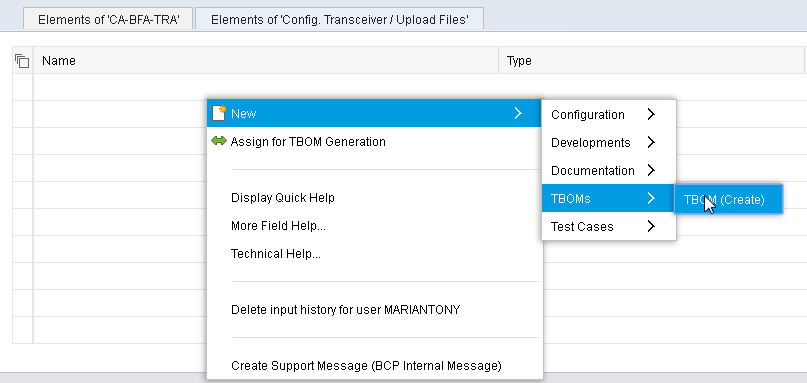 Elements of 'CA-BFA-TRA'
Elements of 'Config. Transceiver / Upload Files'
Name
Type
New
Assign for TBOM Generation
Display Quick Help
More Field Help...
Technical Help...
Delete input history for user MARIANTONY
Create Support Message (BCP Internal Message)
Configuration
Developments
Documentation
TBOMs
Test Cases
TBOM (Create)